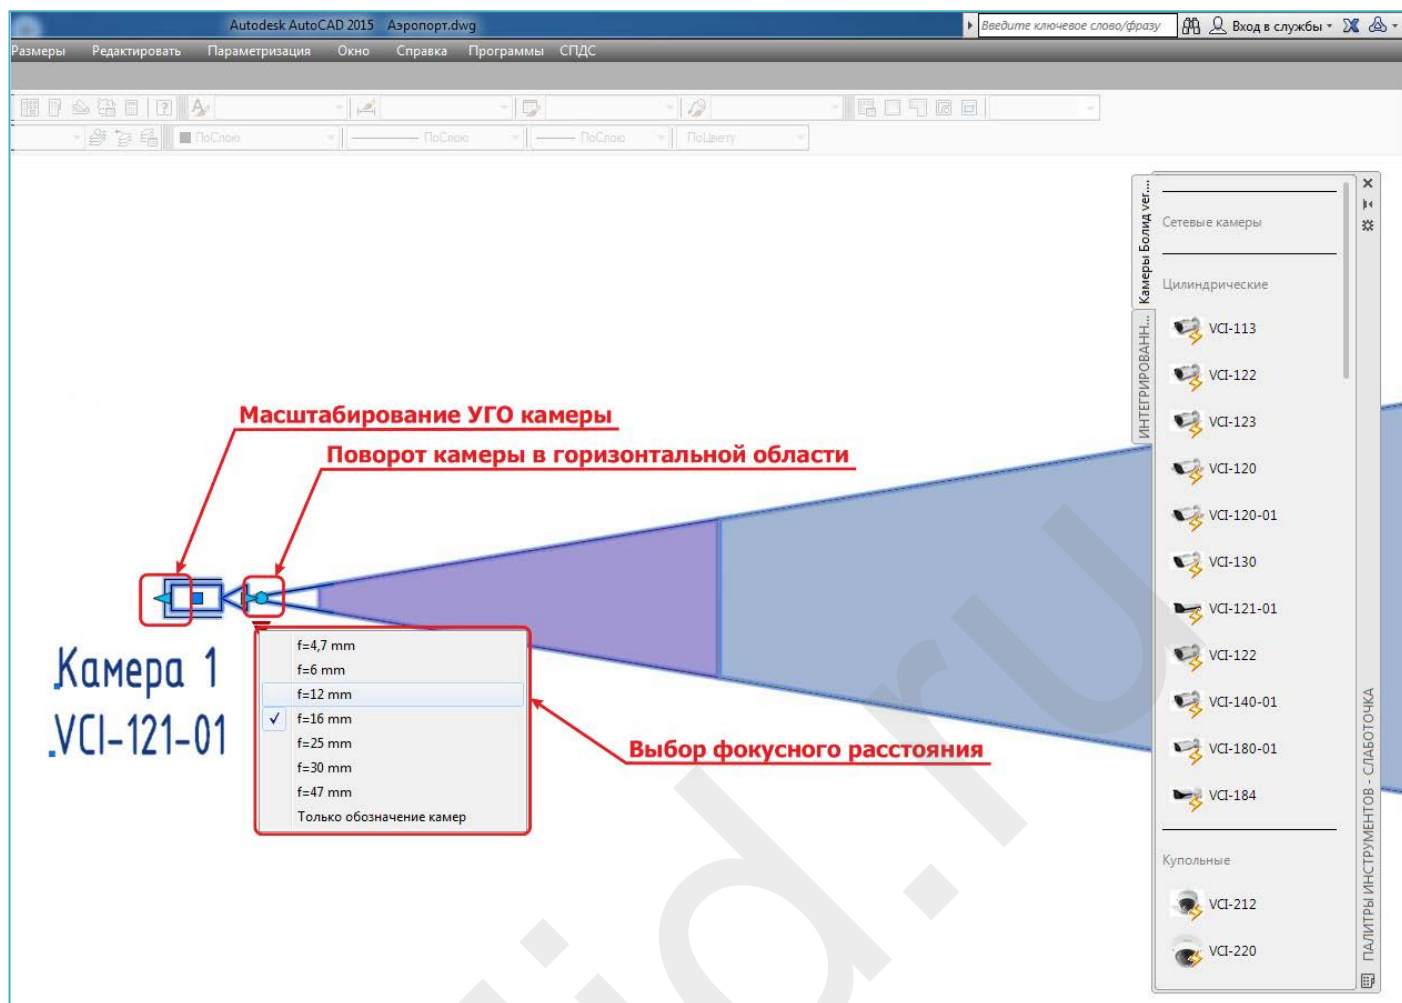 Autodesk AutoCAD 2015 Аэропорт.dwg
Введите ключевое слово/фразу
Вход в службы
Размеры Редактировать Параметризация Окно Справка Программы СПДС
ПоСлою ПоСлою ПоСлою ПоЦвету
Камеры Болид ver....
ИНТЕГРИРОВАНН...
Сетевые камеры
Цилиндрические
VCI-113
VCI-122
VCI-123
VCI-120
VCI-120-01
VCI-130
VCI-121-01
VCI-122
VCI-140-01
VCI-180-01
VCI-184
Купольные
VCI-212
VCI-220
ПАЛИТРЫ ИНСТРУМЕНТОВ - СЛАБОТОЧКА
Масштабирование УГО камеры
Поворот камеры в горизонтальной области
Камера 1
VCI-121-01
f=4,7 mm
f=6 mm
f=12 mm
f=16 mm
f=25 mm
f=30 mm
f=47 mm
Только обозначение камер
Выбор фокусного расстояния
id.ru